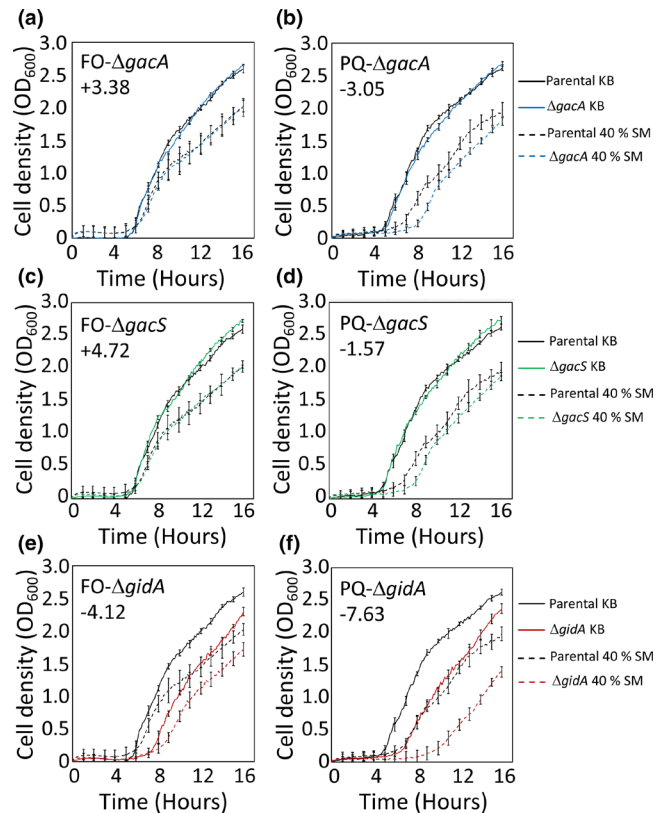 (a)
FO-ΔgacA
+3.38
3.0
2.5
2.0
1.5
1.0
0.5
0
Cell density (OD600)
0 4 8 12 16
Time (Hours)
(b)
PQ-ΔgacA
-3.05
3.0
2.5
2.0
1.5
1.0
0.5
0
Cell density (OD600)
0 4 8 12 16
Time (Hours)
Parental KB
ΔgacA KB
Parental 40 % SM
ΔgacA 40 % SM
(c)
FO-ΔgacS
+4.72
3.0
2.5
2.0
1.5
1.0
0.5
0
Cell density (OD600)
0 4 8 12 16
Time (Hours)
(d)
PQ-ΔgacS
-1.57
3.0
2.5
2.0
1.5
1.0
0.5
0
Cell density (OD600)
0 4 8 12 16
Time (Hours)
Parental KB
ΔgacS KB
Parental 40 % SM
ΔgacS 40 % SM
(e)
FO-ΔgidA
-4.12
3.0
2.5
2.0
1.5
1.0
0.5
0
Cell density (OD600)
0 4 8 12 16
Time (Hours)
(f)
PQ-ΔgidA
-7.63
3.0
2.5
2.0
1.5
1.0
0.5
0
Cell density (OD600)
0 4 8 12 16
Time (Hours)
Parental KB
ΔgidA KB
Parental 40 % SM
ΔgidA 40 % SM